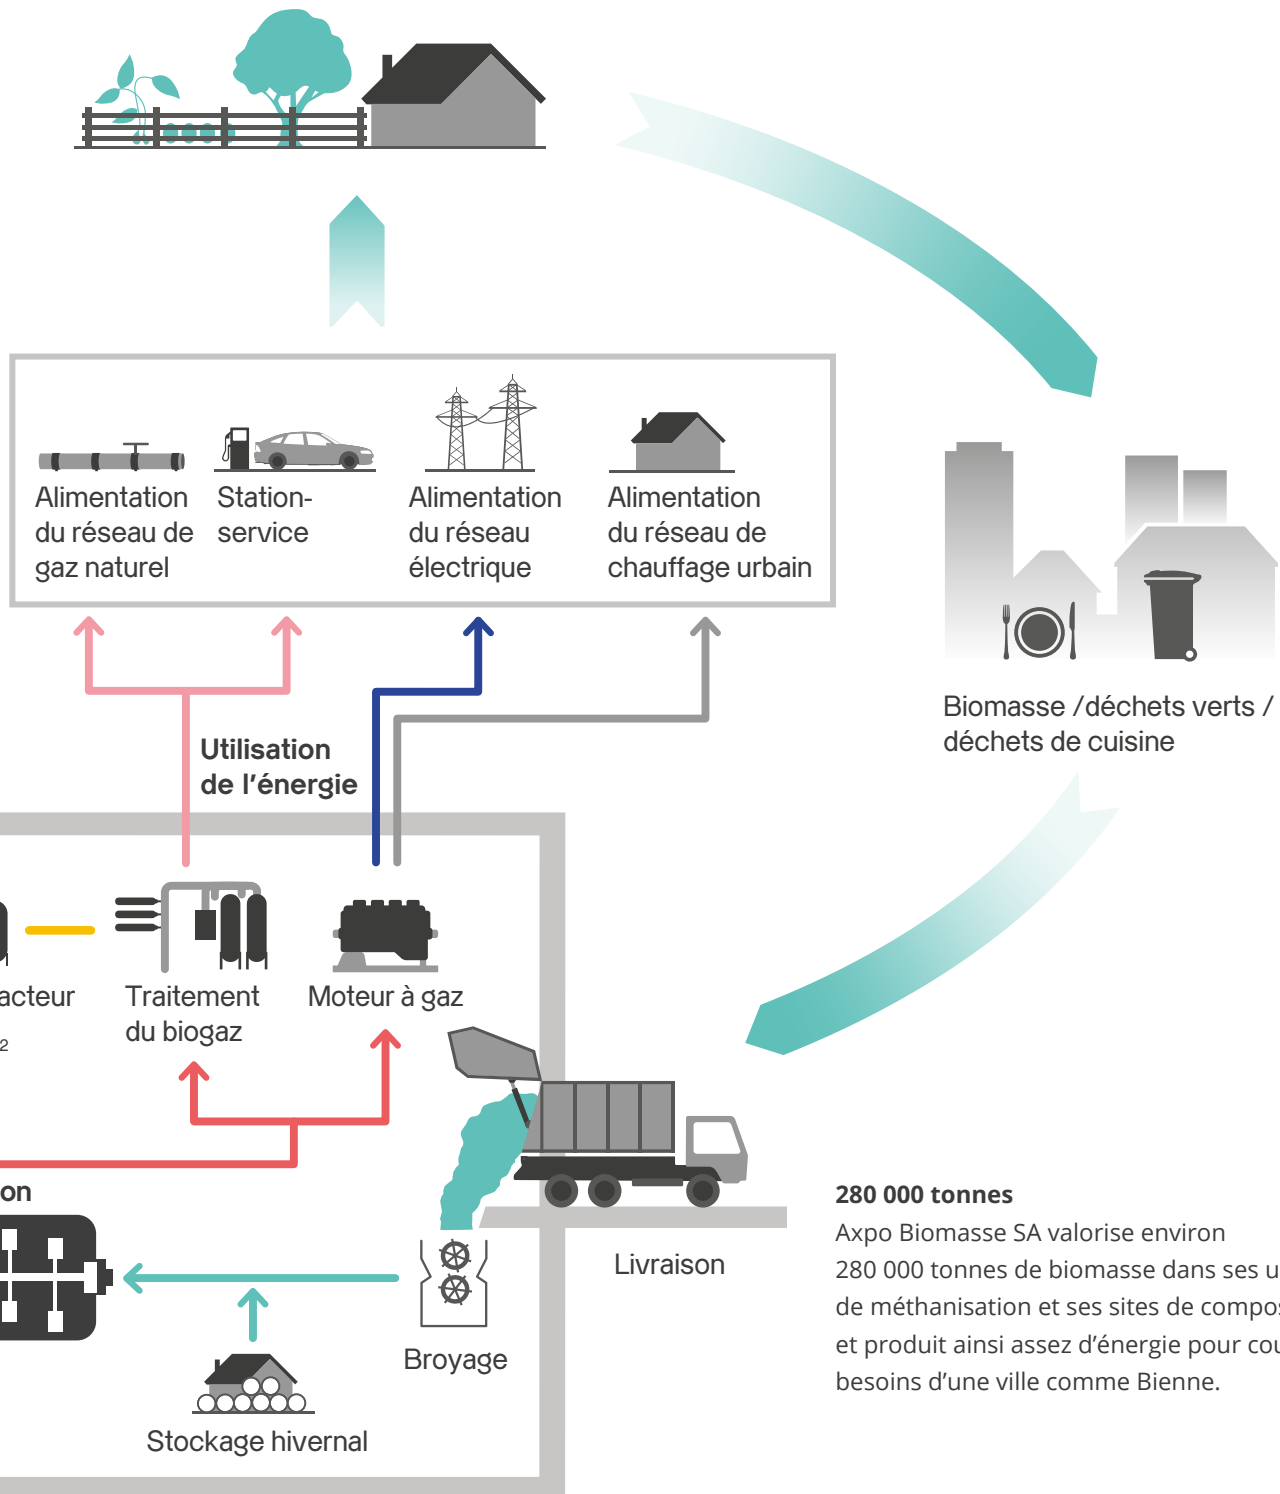 Alimentation
du réseau de
gaz naturel
Station-
service
Alimentation
du réseau
électrique
Alimentation
du réseau de
chauffage urbain
Biomasse /déchets verts /
déchets de cuisine
Utilisation
de l'énergie
acteur
2
Traitement
du biogaz
Moteur à gaz
on
Livraison
Broyage
Stockage hivernal
280 000 tonnes
Axpo Biomasse SA valorise environ
280 000 tonnes de biomasse dans ses u
de méthanisation et ses sites de compos
et produit ainsi assez d’énergie pour cou
besoins d’une ville comme Bienne.